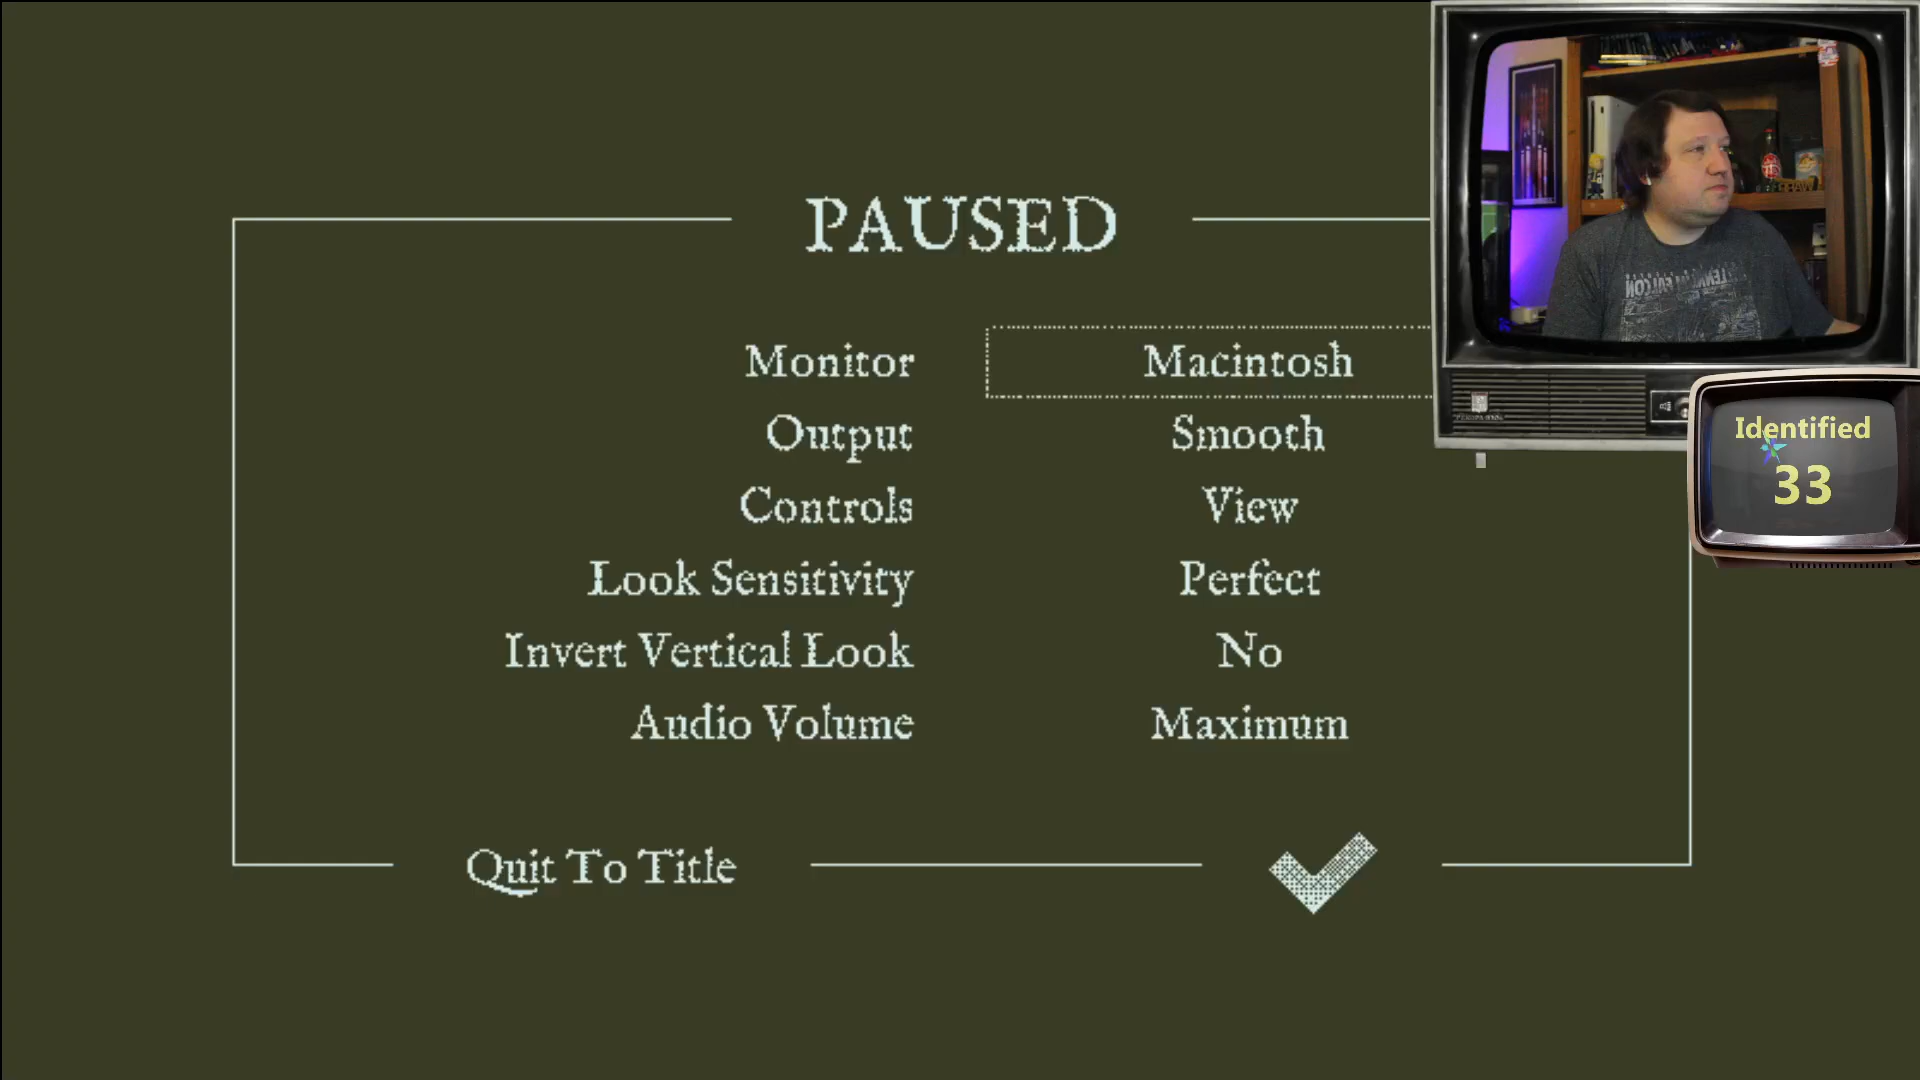 PAUSED
Monitor Macintosh
Output Smooth
Controls View
Look Sensitivity Perfect
Invert Vertical Look No
Audio Volume Maximum
Quit To Title
Identified
33